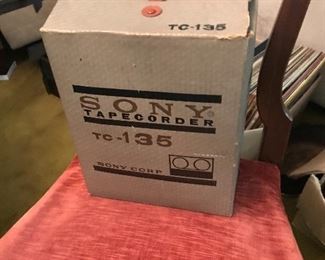 TC-135
SONY®
TAPECORDER
TC-135
SONY CORP